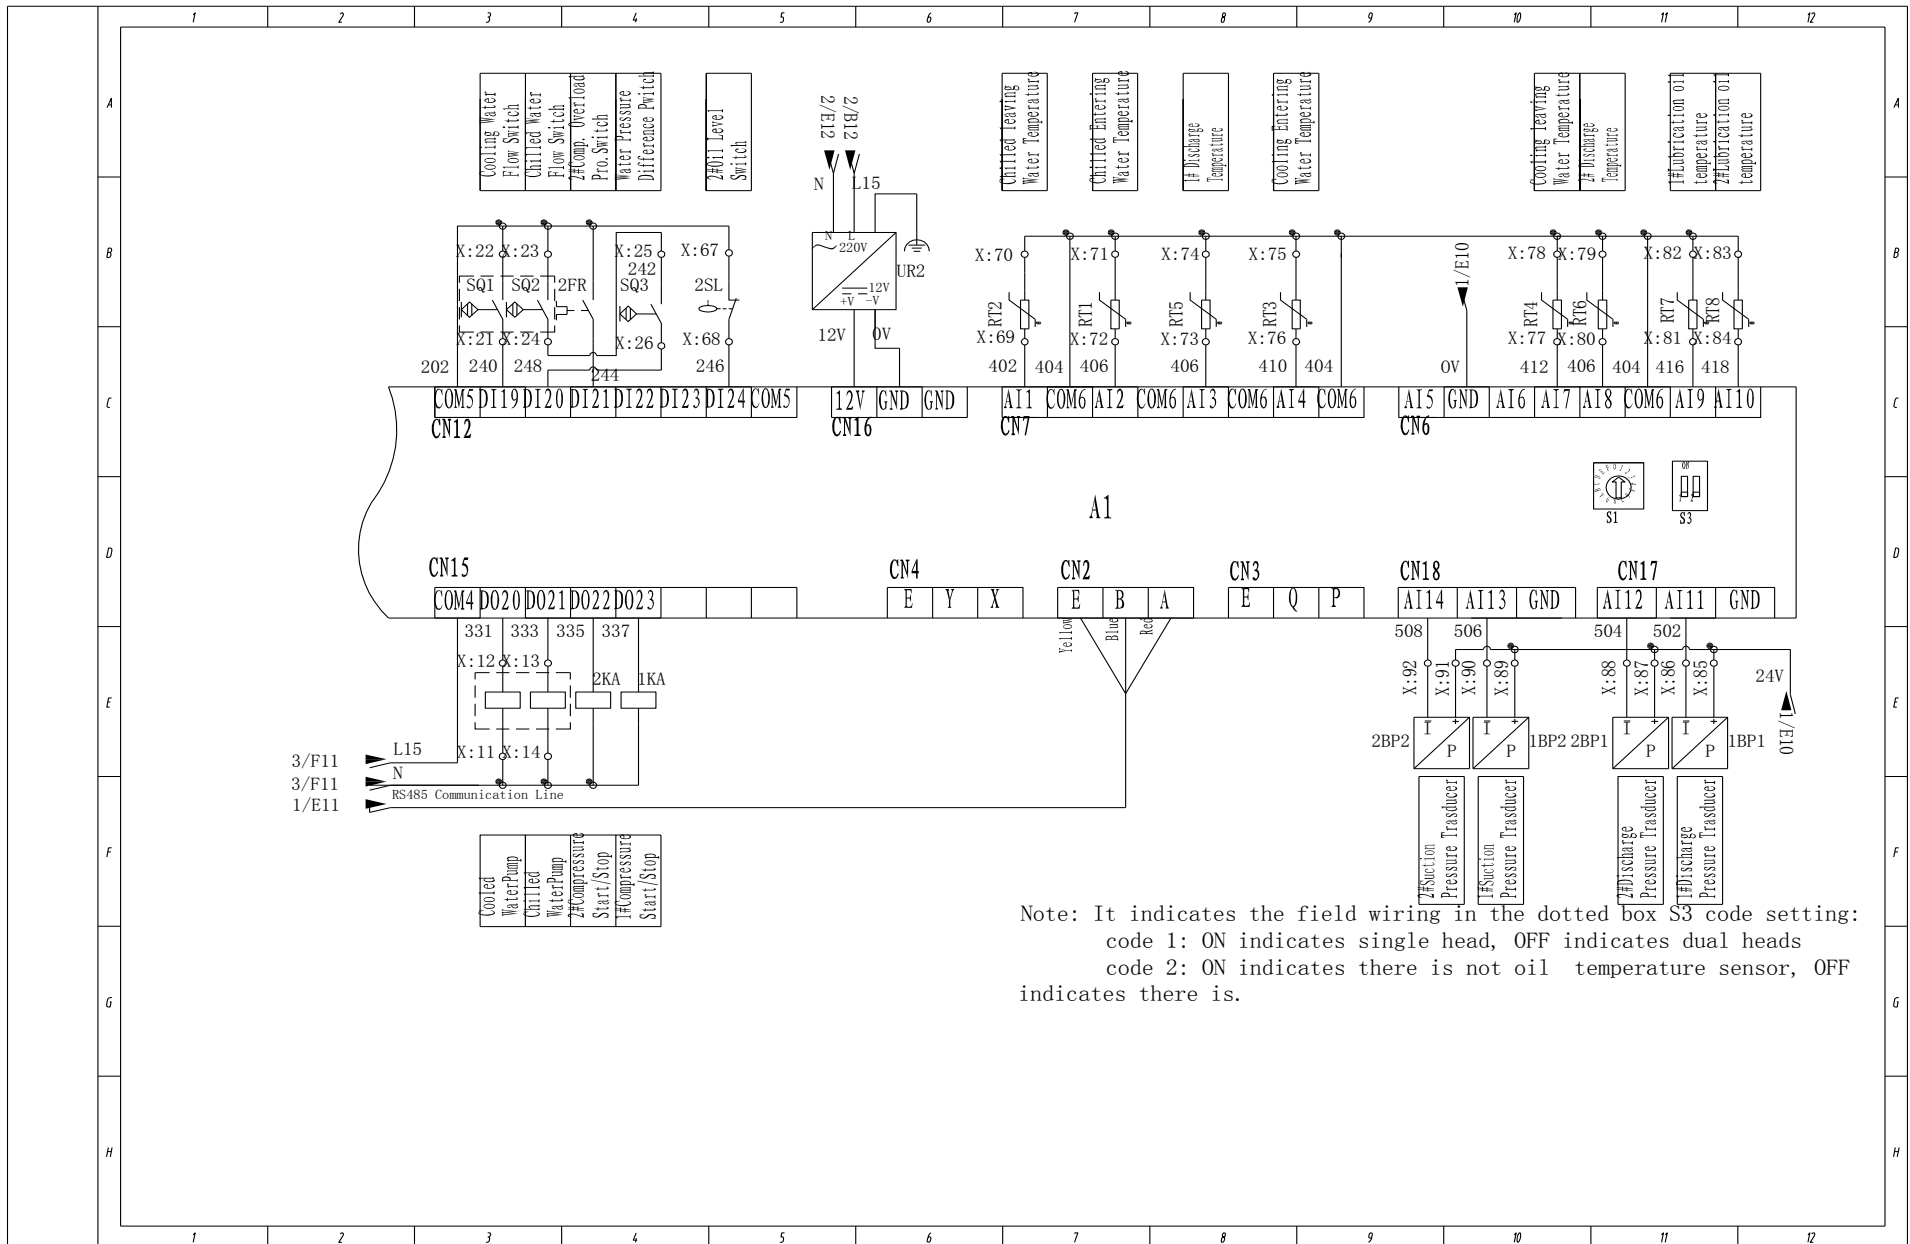 1 2 3 4 5 6 7 8 9 10 11 12
A A
Cooling Water
Flow Switch
Chilled Water
Flow Switch
2#Comp. Overload
Pro.Switch
Water Pressure
Difference Pwitch
2#Oil Level
Switch
2/E12
2/B12
Chilled leaving
Water Temperature
Chilled Entering
Water Temperature
1# Discharge
Temperature
Cooling Entering
Water Temperature
Cooling leaving
Water Temperature
2# Discharge
Temperature
1#Lubrication oil
temperature
2#Lubrication oil
temperature
N L15
B B
X:22 X:23 X:25 X:67
242
N L
220V
12V
+V -V
UR2
X:70 X:71 X:74 X:75 1/E10 X:78 X:79 X:82 X:83
SQ1 SQ2 2FR SQ3 2SL
RT2 RT1 RT5 RT3 RT4 RT6 RT7 RT8
X:21 X:24 X:26 X:68
12V 0V
X:69 X:72 X:73 X:76 X:77 X:80 X:81 X:84
202 240 248 244 246
402 404 406 406 410 404 0V 412 406 404 416 418
C C
COM5 DI19 DI20 DI21 DI22 DI23 DI24 COM5
12V GND GND
AI1 COM6 AI2 COM6 AI3 COM6 AI4 COM6
AI5 GND AI6 AI7 AI8 COM6 AI9 AI10
CN12 CN16 CN7 CN6
ON
A1
S1 S3
D D
CN15 CN4 CN2 CN3 CN18 CN17
COM4 DO20 DO21 DO22 DO23
E Y X
E B A
E Q P
AI14 AI13 GND
AI12 AI11 GND
331 333 335 337
Yellow Blue Red
508 506 504 502
X:12 X:13
X:92 X:91 X:90 X:89 X:88 X:87 X:86 X:85
24V
1/E10
E E
2KA 1KA
I + P
I + P
I + P
I + P
2BP2 1BP2 2BP1 1BP1
X:11 X:14
3/F11 L15
3/F11 N
RS485 Communication Line
1/E11
F F
Cooled
WaterPump
Chilled
WaterPump
2#Compressure
Start/Stop
1#Compressure
Start/Stop
2#Suction
Pressure Trasducer
1#Suction
Pressure Trasducer
2#Discharge
Pressure Trasducer
1#Discharge
Pressure Trasducer
Note: It indicates the field wiring in the dotted box S3 code setting:
code 1: ON indicates single head, OFF indicates dual heads
code 2: ON indicates there is not oil temperature sensor, OFF
indicates there is.
G G
H H
1 2 3 4 5 6 7 8 9 10 11 12